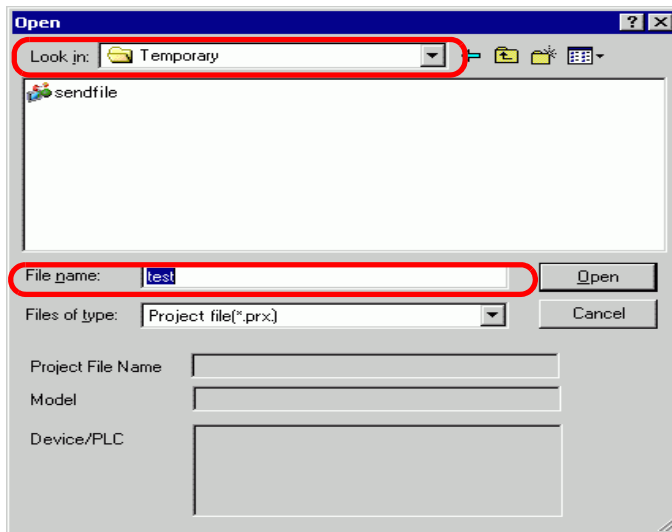 Open
Look in: Temporary
sendfile
File name: test Open
Files of type: Project file(*.prx.) Cancel
Project File Name
Model
Device/PLC